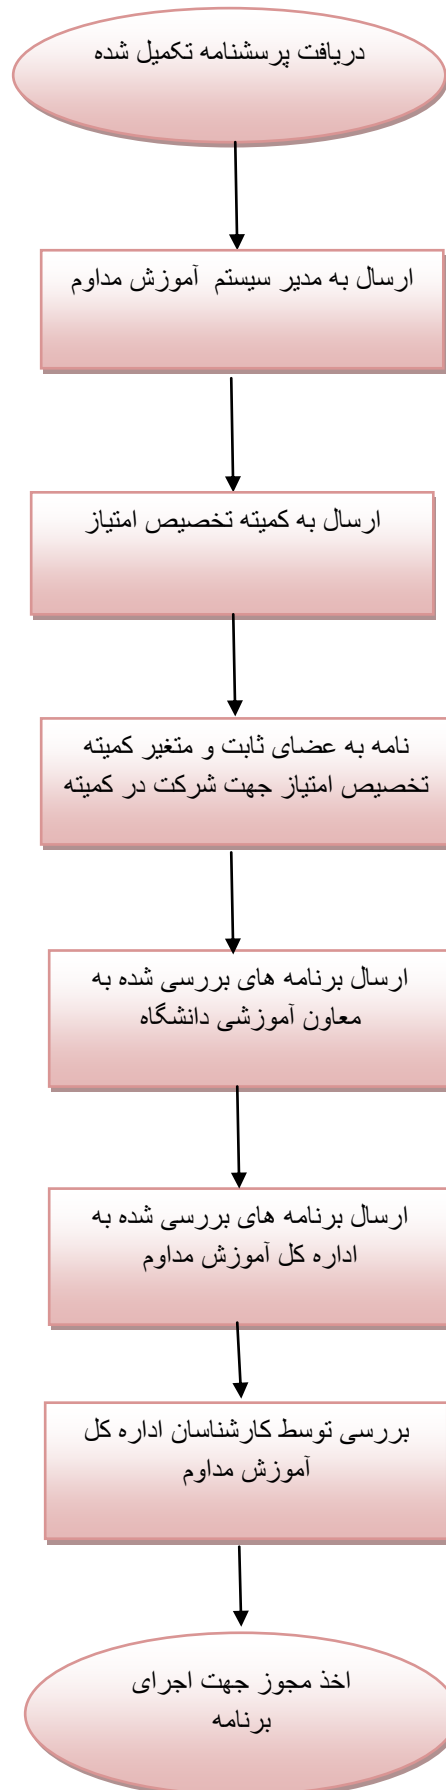 دریافت پرسشنامه تکمیل شده
ارسال به مدیر سیستم آموزش مداوم
ارسال به کمیته تخصیص امتیاز
نامه به عضای ثابت و متغیر کمیته
تخصیص امتیاز جهت شرکت در کمیته
ارسال برنامه های بررسی شده به
معاون آموزشی دانشگاه
ارسال برنامه های بررسی شده به
اداره کل آموزش مداوم
بررسی توسط کارشناسان اداره کل
آموزش مداوم
اخذ مجوز جهت اجرای
برنامه